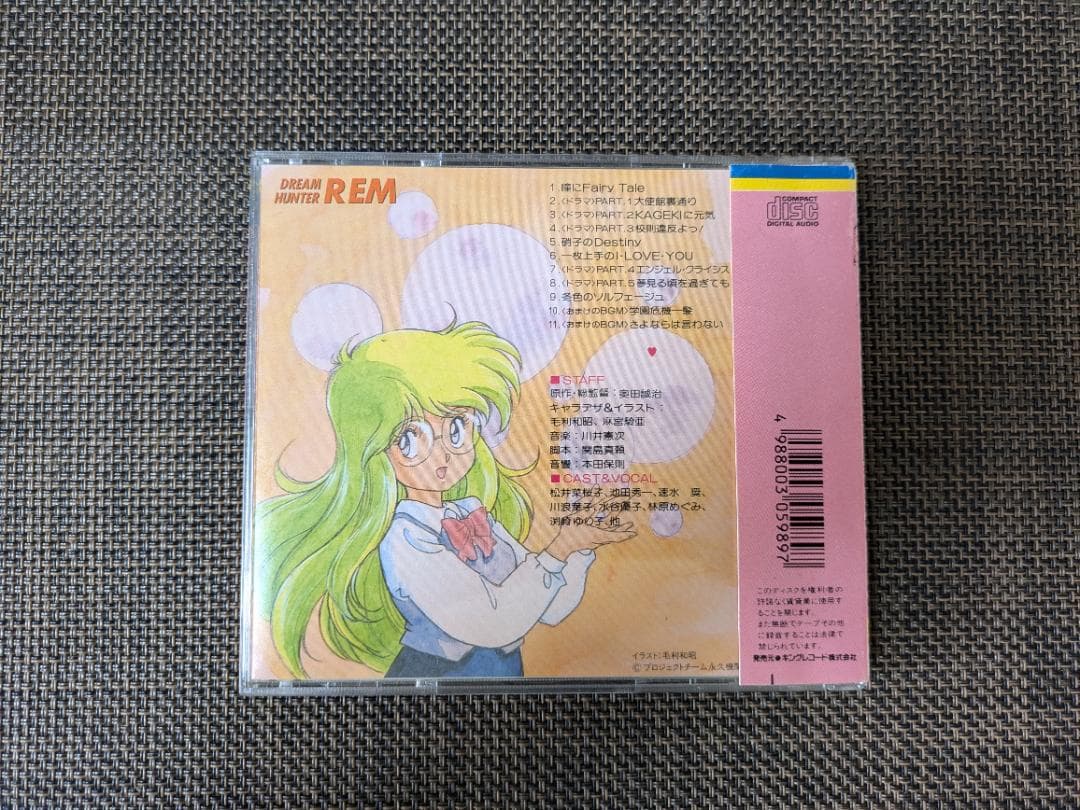 DREAM
HUNTER REM
1. 瞳にFairy Tale
2. 〈ドラマ〉PART.1大使館裏通り
3. 〈ドラマ〉PART.2KAGEKIに元気
4. 〈ドラマ〉PART.3校則違反よっ!
5. 硝子のDestiny
6. 一枚上手のI・LOVE・YOU
7. 〈ドラマ〉PART.4エンジェル・クライシス
8. 〈ドラマ〉PART.5夢見る頃を過ぎても
9. 冬色のソルフェージュ
10. 〈おまけのBGM〉学園危機一髪
11. 〈おまけのBGM〉さよならは言わない
■STAFF
原作・総監督：奥田誠治
キャラデザ&イラスト：
毛利和昭、麻宮騎亜
音楽：川井憲次
脚本：関島真頼
音響：本田保則
■CAST&VOCAL
松井菜桜子、池田秀一、速水　奨、
川浪葉子、水谷優子、林原めぐみ、
渕崎ゆり子、他
イラスト：毛利和昭
©プロジェクトチーム永久機関
COMPACT
disc
DIGITAL AUDIO
4 988003 059897
このディスクを権利者の
許諾なく賃貸業に使用す
ることを禁じます。
また無断でテープその他
に録音することは法律で
禁じられています。
発売元●キングレコード株式会社